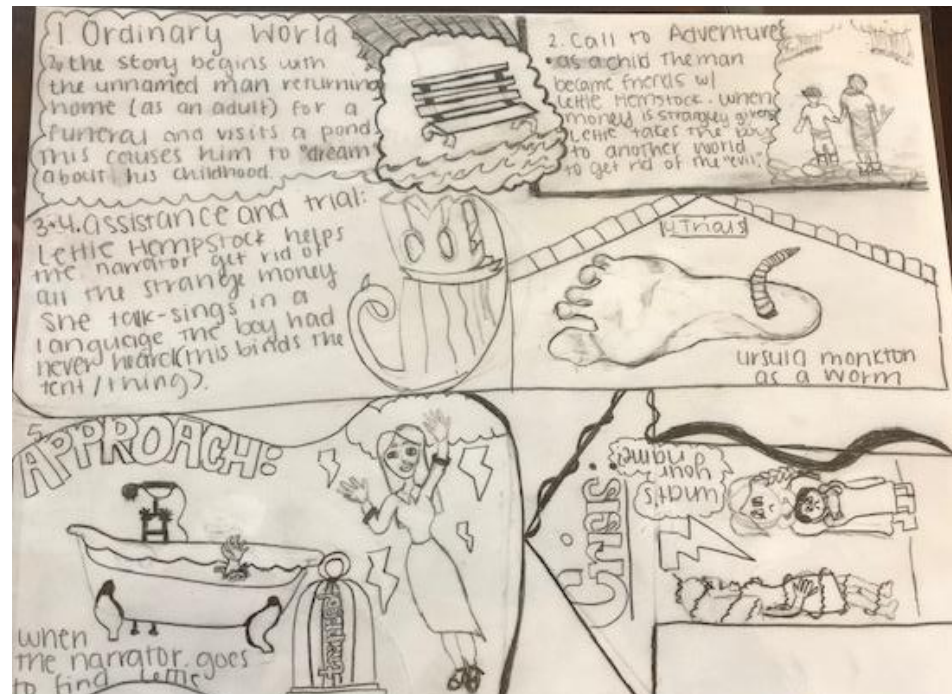 1. Ordinary World
the story begins with
the unnamed man returning
home (as an adult) for a
funeral and visits a pond
this causes him to "dream"
about his childhood.
2. Call to Adventure
as a child The man
became friends w/
Lettie Hempstock. When
money is strangely given
Lettie takes the boy
to another world
to get rid of the "evil."
3+4. assistance and trial:
Lettie Hempstock helps
the narrator get rid of
all the strange money
She talk-sings in a
language the boy had
never heard (this binds the
tent/thing).
Trials
ursula monkton
as a worm
APPROACH:
when
the narrator goes
to find Lettie
Crisis:
what's
your
name?